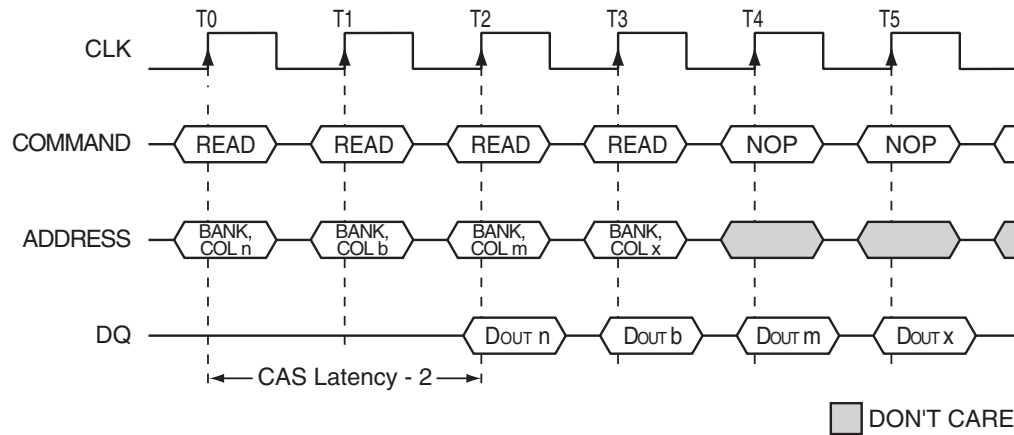 T0 T1 T2 T3 T4 T5
CLK
COMMAND READ READ READ READ NOP NOP
BANK, BANK, BANK, BANK,
ADDRESS
COL n COL b COL m COL x
DQ DOUT n DOUT b DOUT m DOUT x
CAS Latency - 2
DON'T CARE